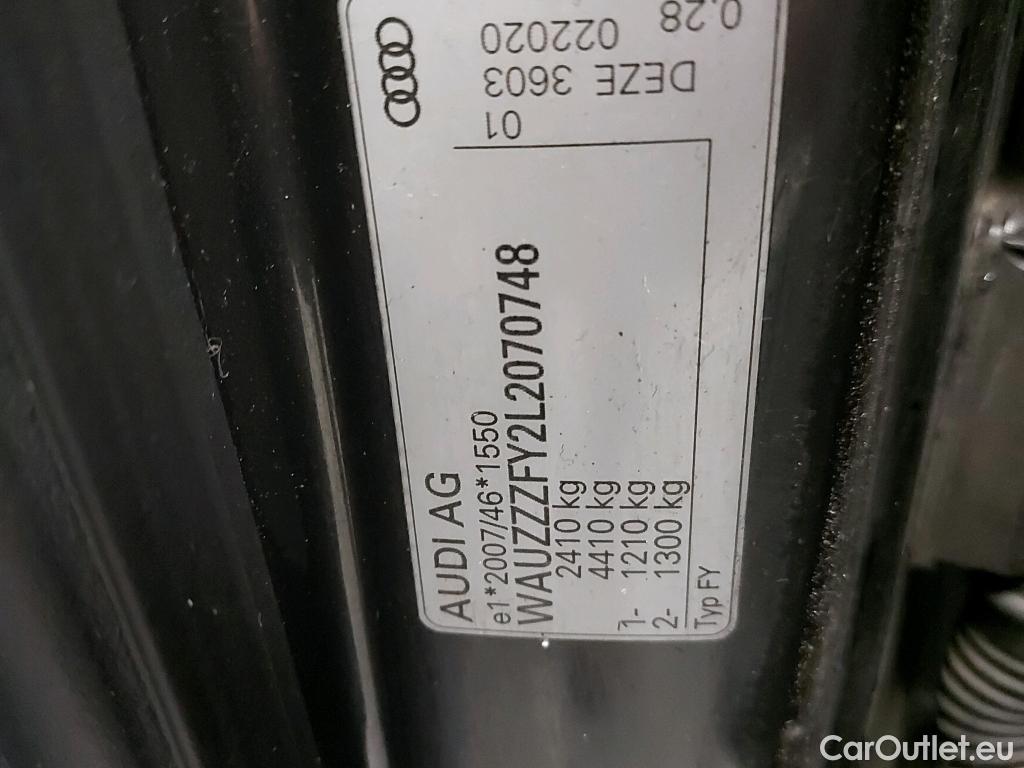 AUDI AG
e1*2007/46*1550
WAUZZZFY2L2070748
2410 kg
4410 kg
1- 1210 kg
2- 1300 kg
Typ FY
01
DEZE 3603
022020
0,28
CarOutlet.eu